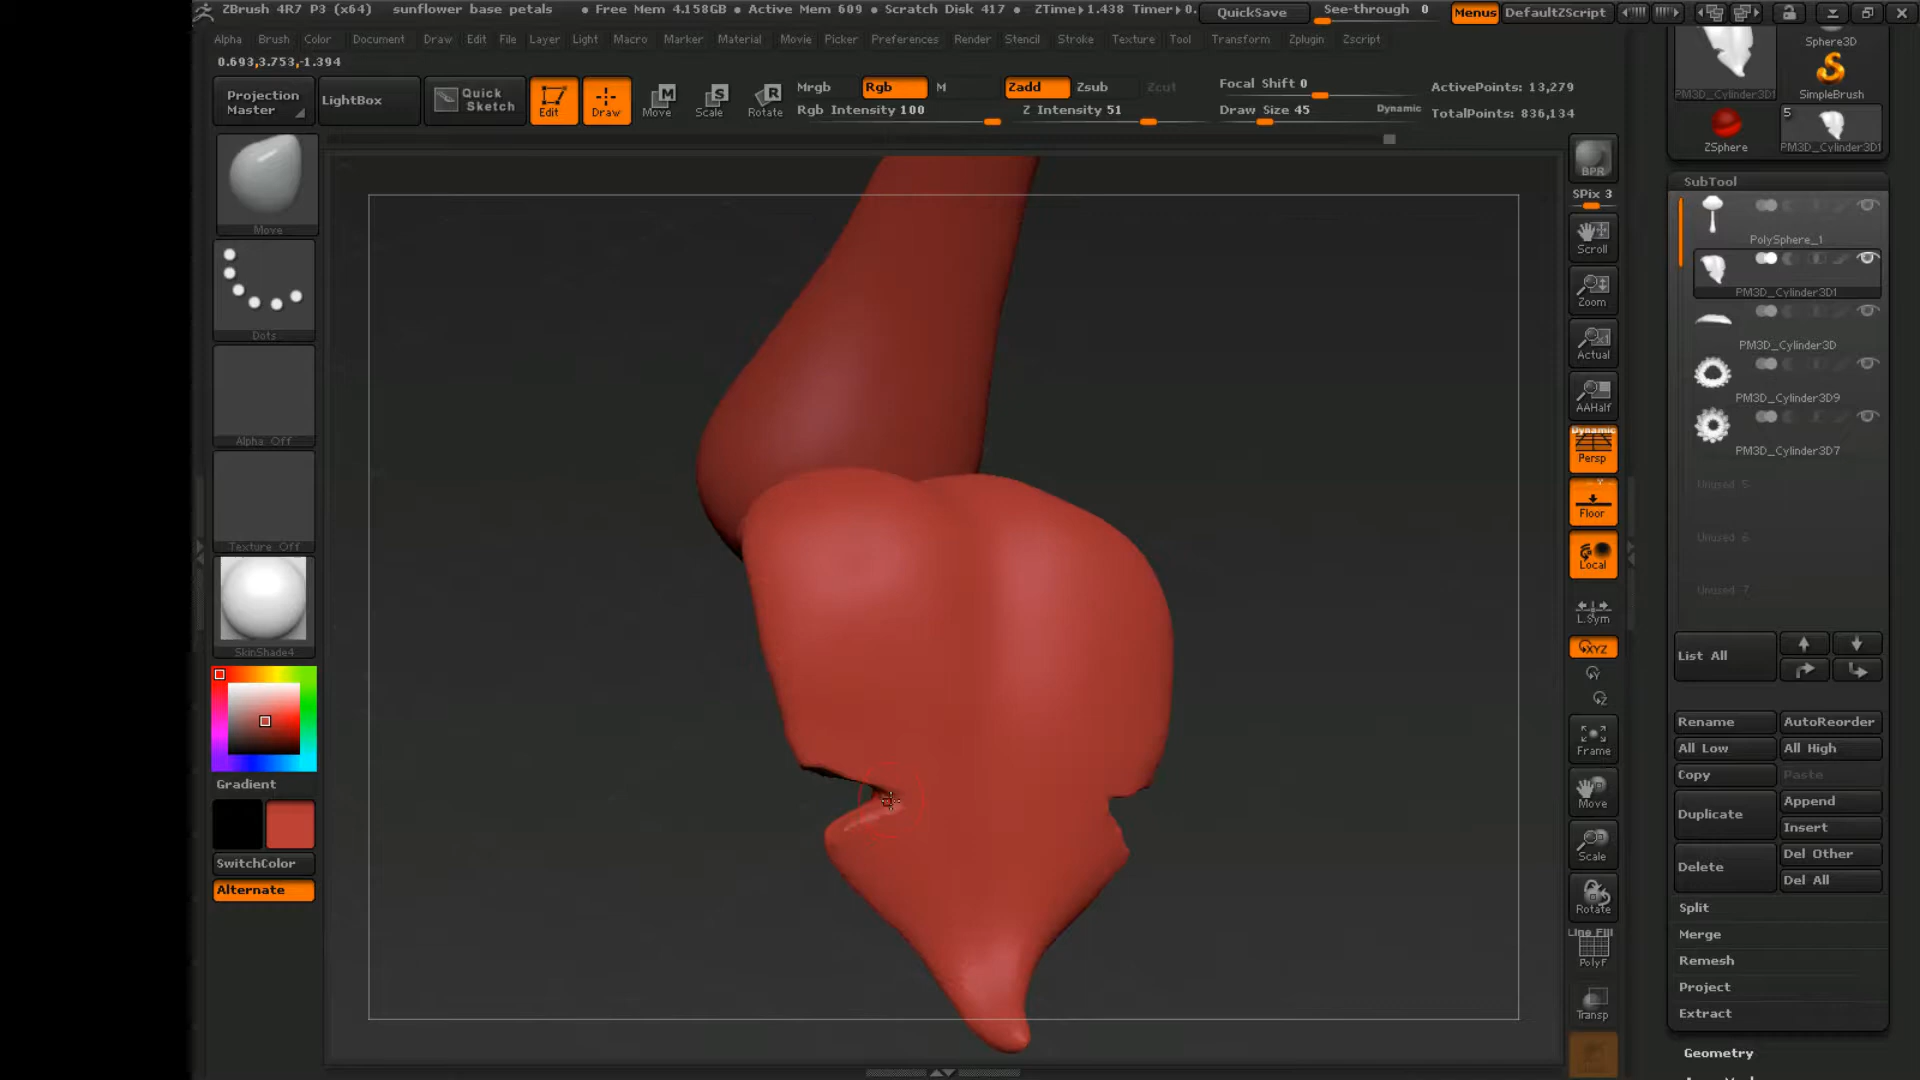 ZBrush 4R7 P3 (x64) sunflower base petals • Free Mem 4.158GB • Active Mem 609 • Scratch Disk 417 • ZTime▸1.438 Timer▸0. QuickSave See-through 0 Menus DefaultZScript
Alpha Brush Color Document Draw Edit File Layer Light Macro Marker Material Movie Picker Preferences Render Stencil Stroke Texture Tool Transform Zplugin Zscript
0.693,3.753,-1.394
Projection Master
LightBox
Quick Sketch
Edit
Draw
Move
Scale
Rotate
Mrgb Rgb M
Rgb Intensity 100
Zadd Zsub Zcut
Z Intensity 51
Focal Shift 0
Draw Size 45 Dynamic
ActivePoints: 13,279
TotalPoints: 836,134
Move
Dots
Alpha Off
Texture Off
SkinShade4
Gradient
SwitchColor
Alternate
BPR
SPix 3
Scroll
Zoom
Actual
AAHalf
Dynamic
Persp
Floor
Local
L.Sym
XYZ
Frame
Move
Scale
Rotate
Line Fill
PolyF
Transp
PM3D_Cylinder3D1
Sphere3D
SimpleBrush
ZSphere
5
PM3D_Cylinder3D1
SubTool
PolySphere_1
PM3D_Cylinder3D1
PM3D_Cylinder3D
PM3D_Cylinder3D9
PM3D_Cylinder3D7
Unused 5
Unused 6
Unused 7
List All
Rename AutoReorder
All Low All High
Copy Paste
Duplicate Append
Insert
Delete Del Other
Del All
Split
Merge
Remesh
Project
Extract
Geometry